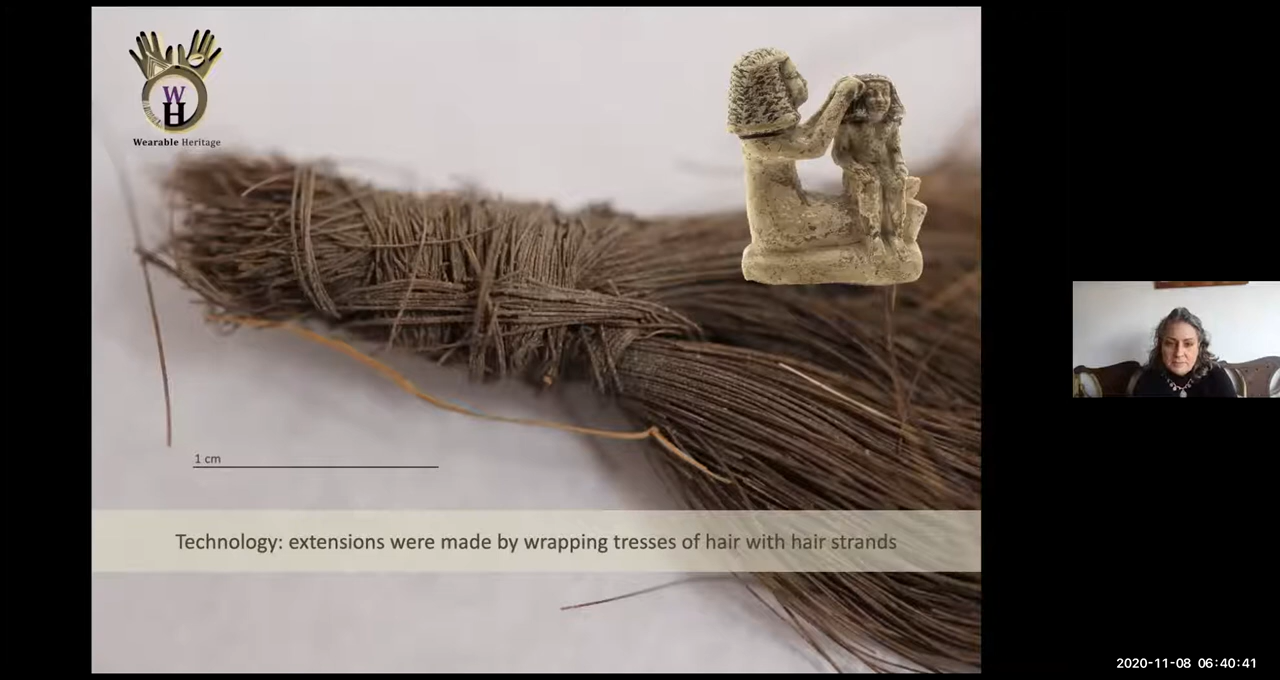 W
H
Wearable Heritage
1 cm
Technology: extensions were made by wrapping tresses of hair with hair strands
2020-11-08 06:40:41